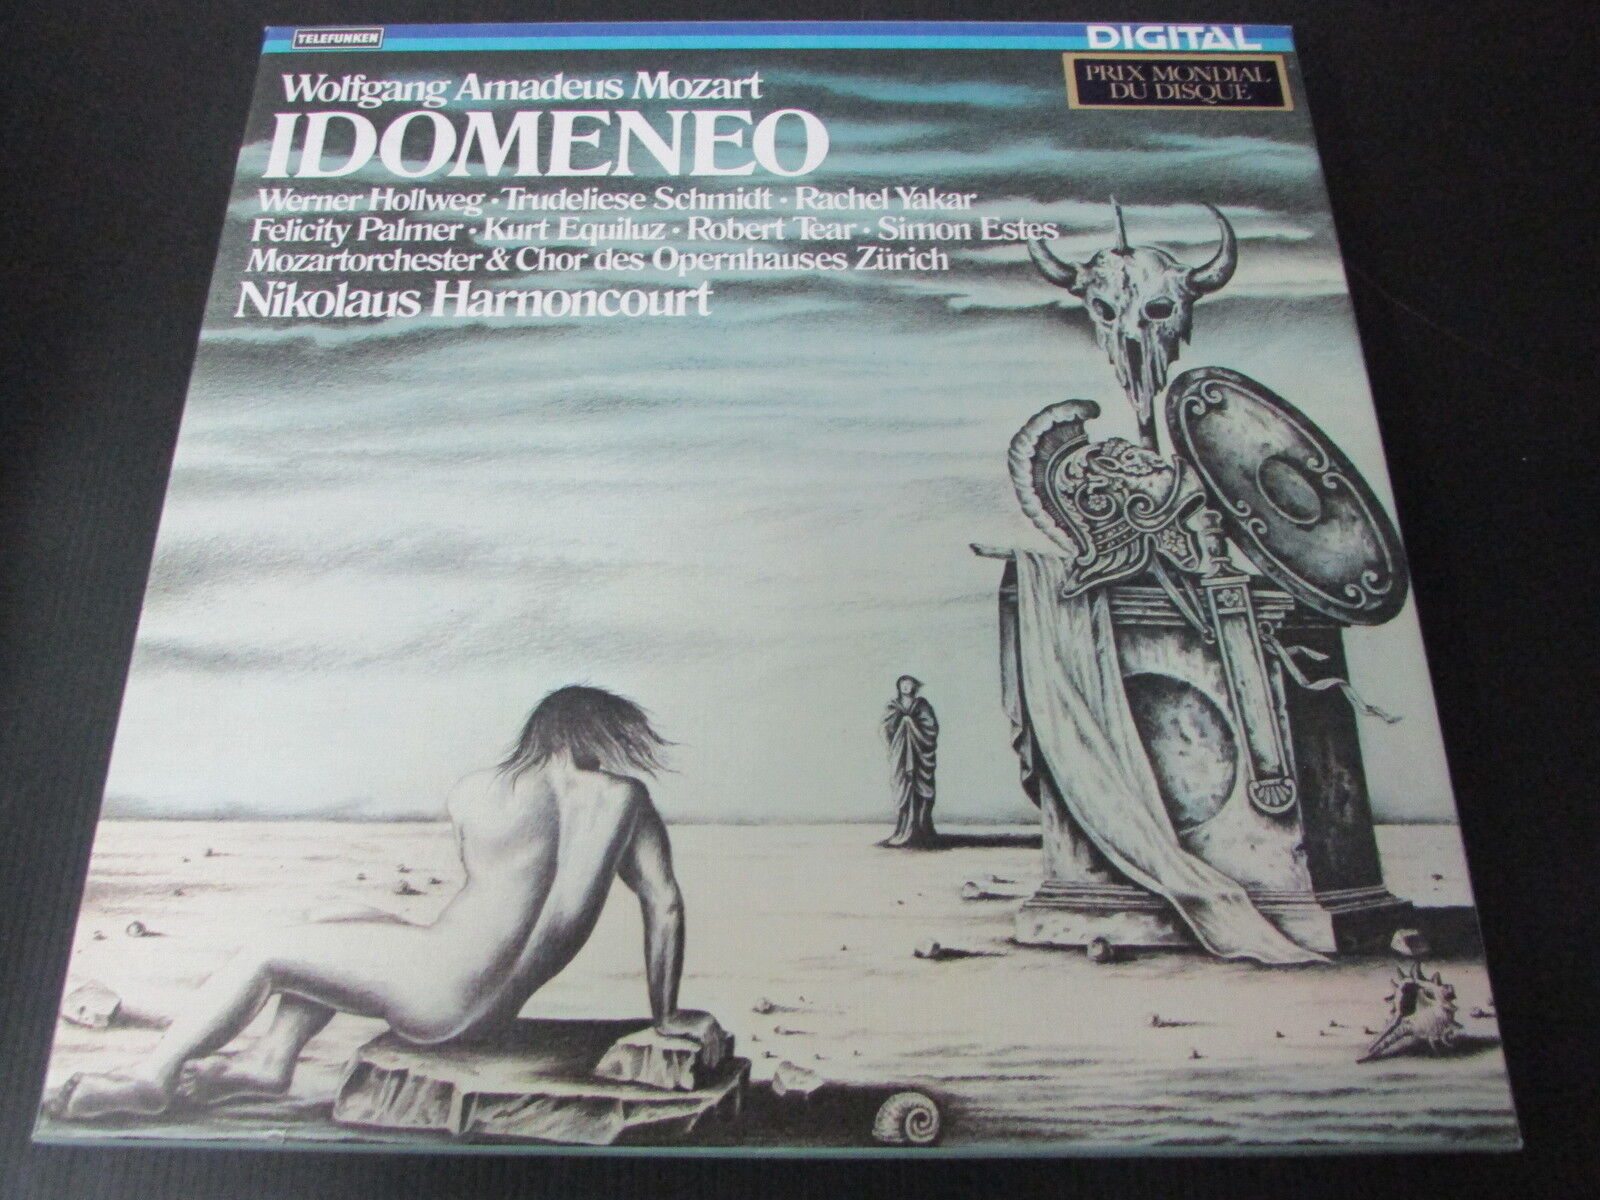 TELEFUNKEN
DIGITAL
PRIX MONDIAL
DU DISQUE
Wolfgang Amadeus Mozart
IDOMENEO
Werner Hollweg · Trudeliese Schmidt · Rachel Yakar
Felicity Palmer · Kurt Equiluz · Robert Tear · Simon Estes
Mozartorchester & Chor des Opernhauses Zürich
Nikolaus Harnoncourt